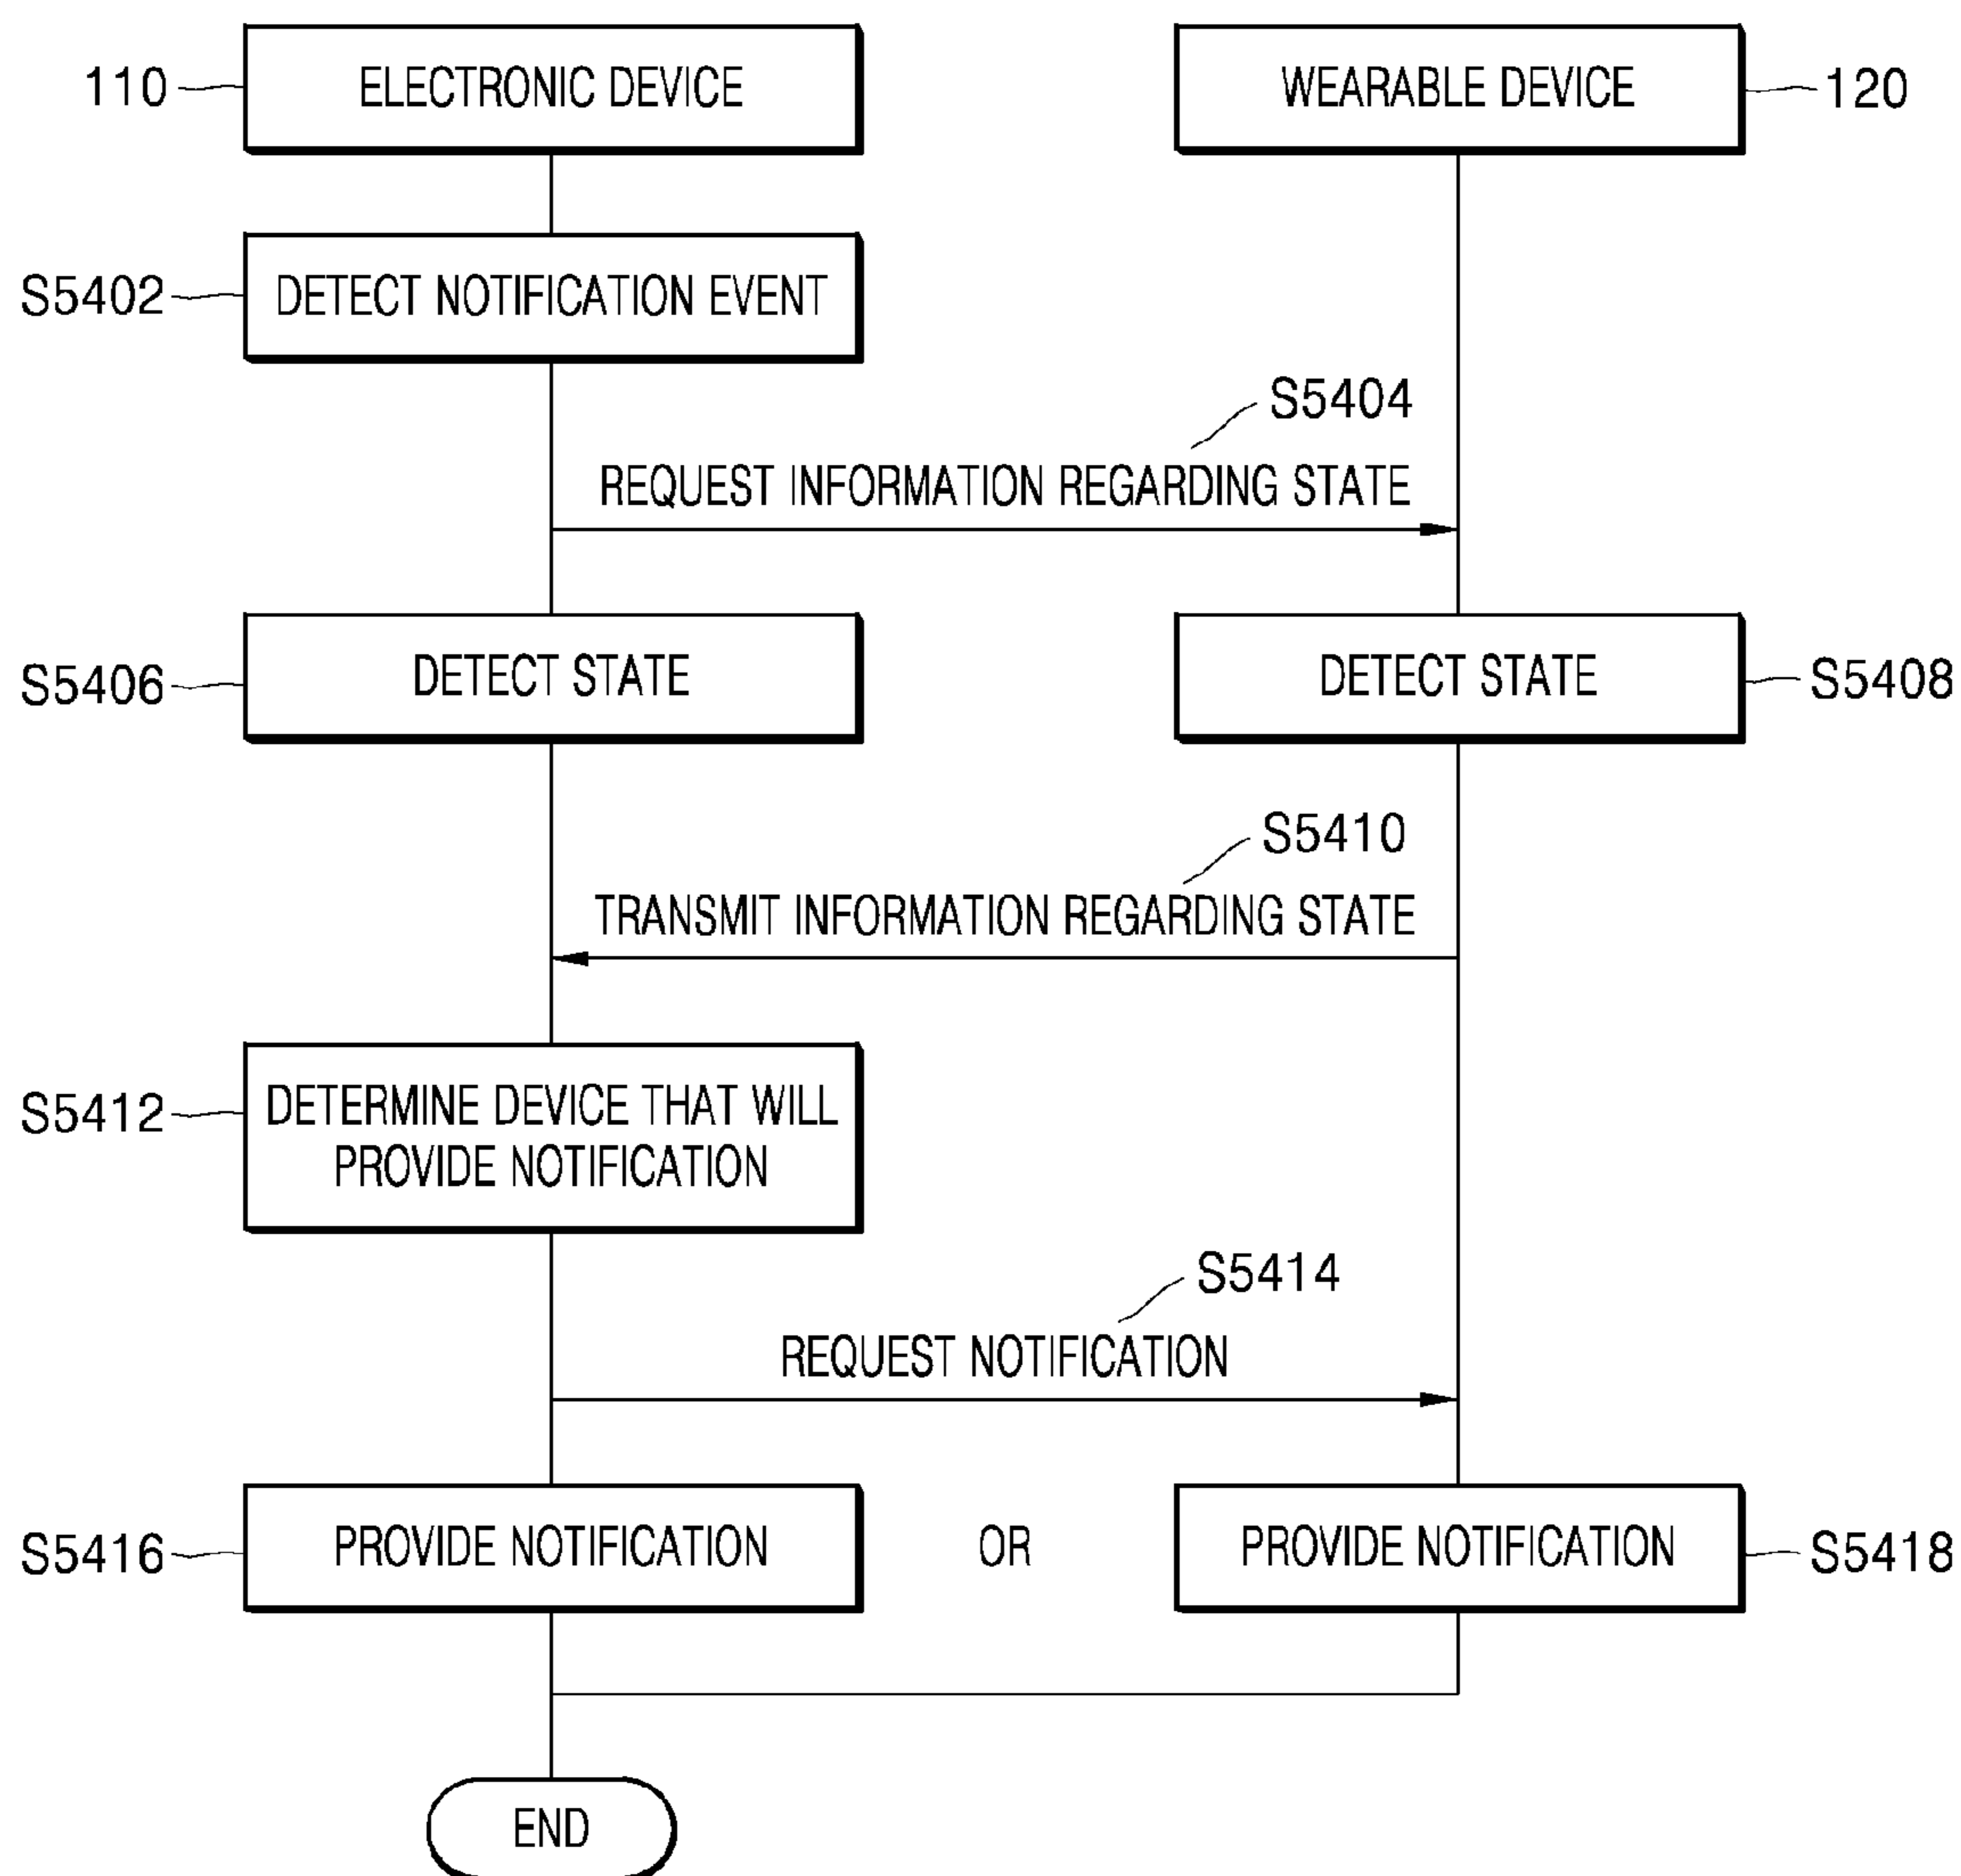 110
ELECTRONIC DEVICE
WEARABLE DEVICE
120
S5402
DETECT NOTIFICATION EVENT
S5404
REQUEST INFORMATION REGARDING STATE
S5406
DETECT STATE
DETECT STATE
S5408
S5410
TRANSMIT INFORMATION REGARDING STATE
S5412
DETERMINE DEVICE THAT WILL
PROVIDE NOTIFICATION
S5414
REQUEST NOTIFICATION
S5416
PROVIDE NOTIFICATION
OR
PROVIDE NOTIFICATION
S5418
END